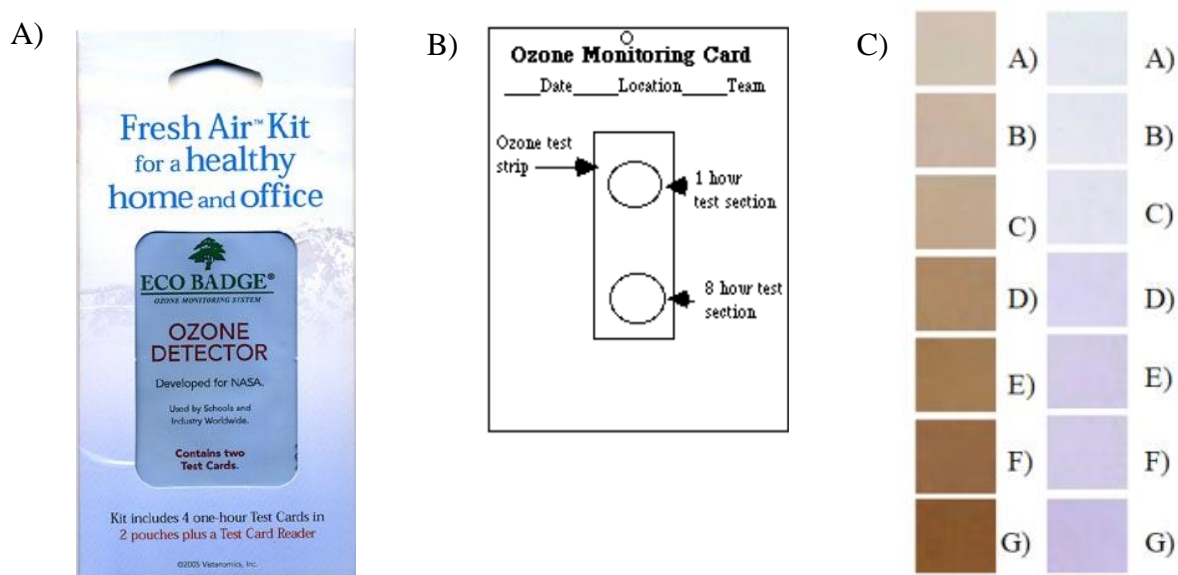 A)
Fresh Air™ Kit
for a healthy
home and office
ECO BADGE®
OZONE MONITORING SYSTEM
OZONE
DETECTOR
Developed for NASA.
Used by Schools and
Industry Worldwide.
Contains two
Test Cards.
Kit includes 4 one-hour Test Cards in
2 pouches plus a Test Card Reader
©2005 Vistanomics, Inc.
B)
Ozone Monitoring Card
____Date_____Location_____Team
Ozone test
strip
1 hour
test section
8 hour test
section
C)
A) A)
B) B)
C) C)
D) D)
E) E)
F) F)
G) G)